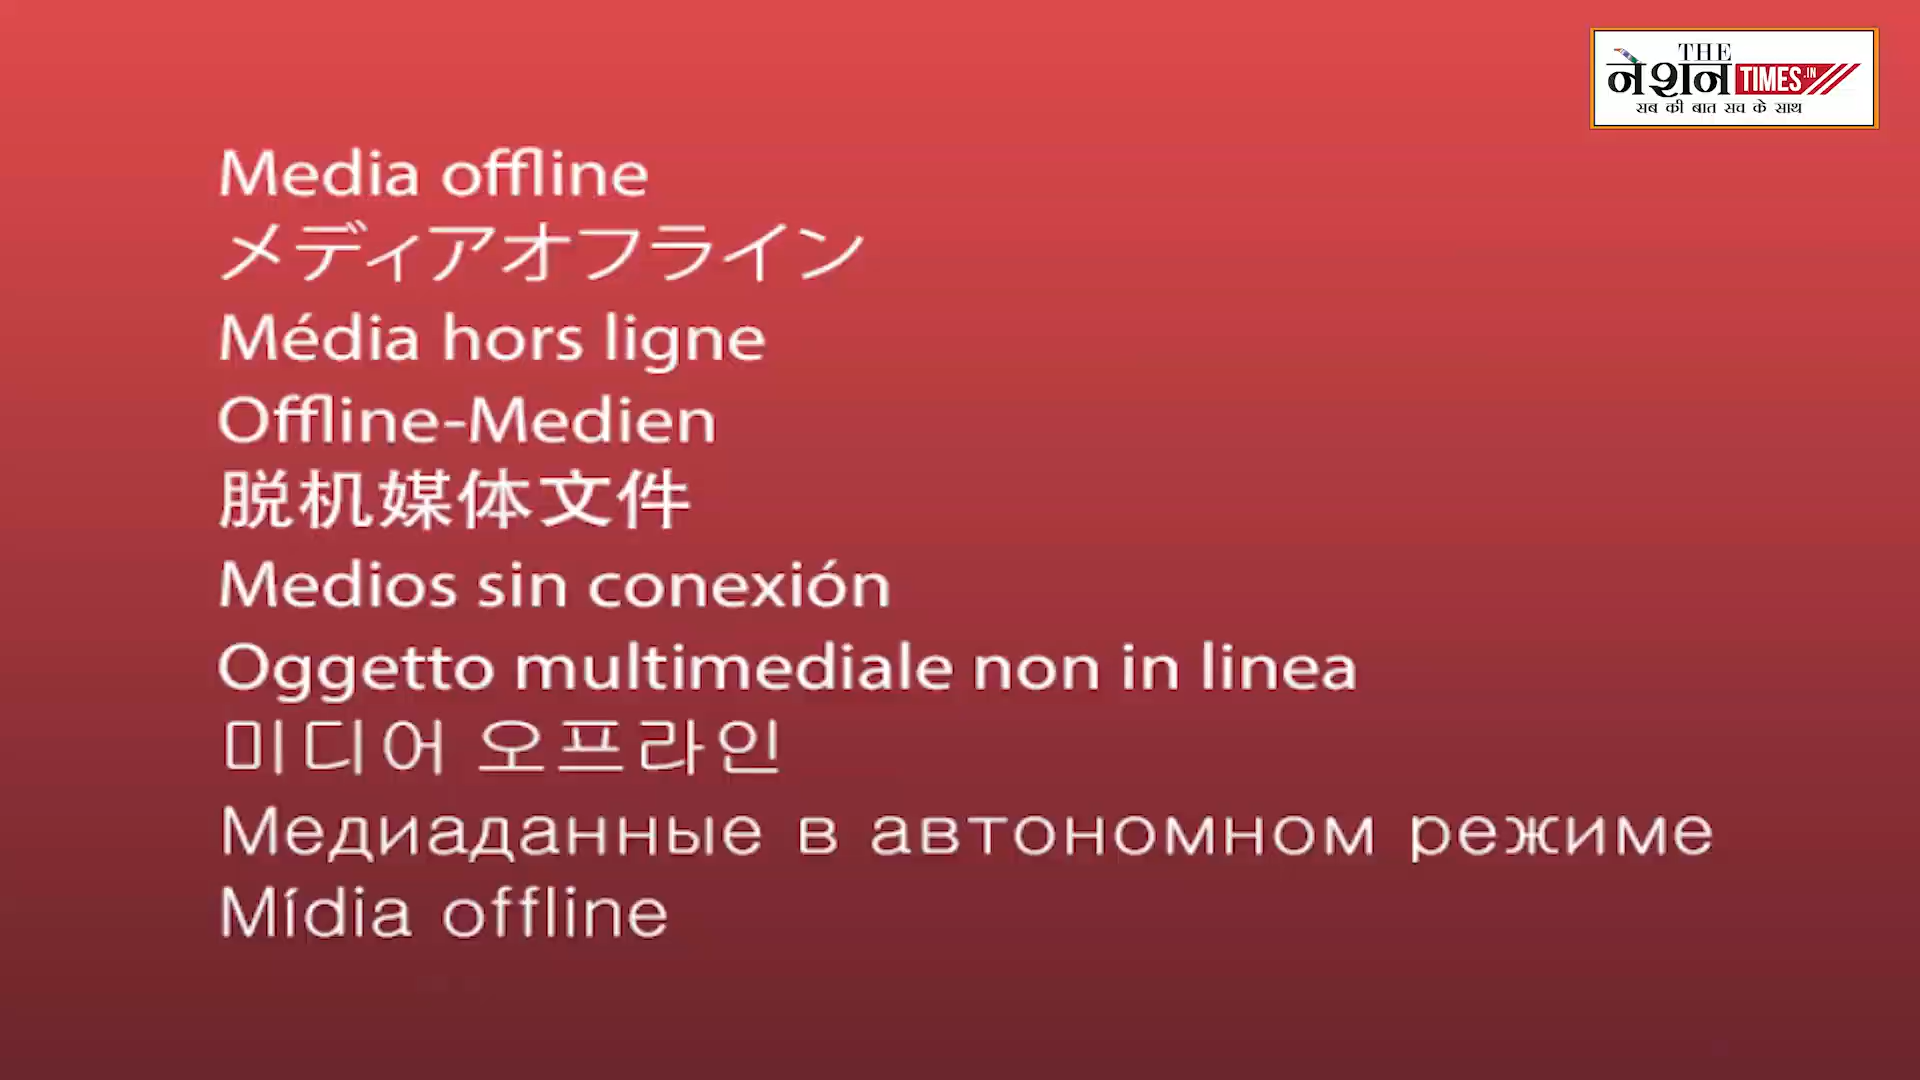 THE
नेशन TIMES.IN
सब की बात सच के साथ
Media offline
メディアオフライン
Média hors ligne
Offline-Medien
脱机媒体文件
Medios sin conexión
Oggetto multimediale non in linea
미디어 오프라인
Медиаданные в автономном режиме
Mídia offline